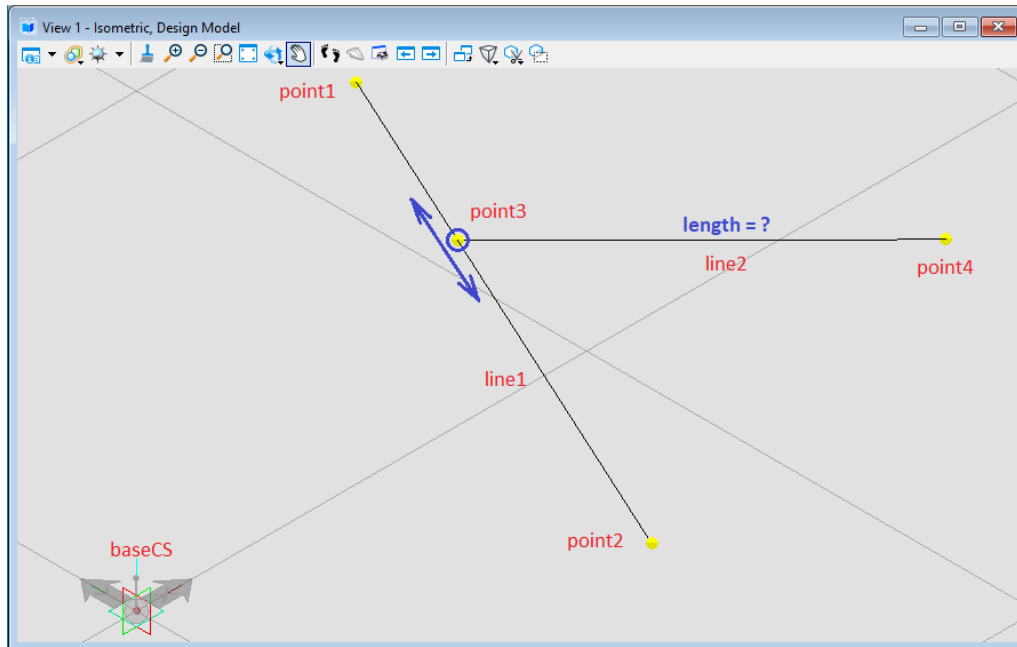 View 1 - Isometric, Design Model
point1
point3
length = ?
line2
point4
line1
point2
baseCS